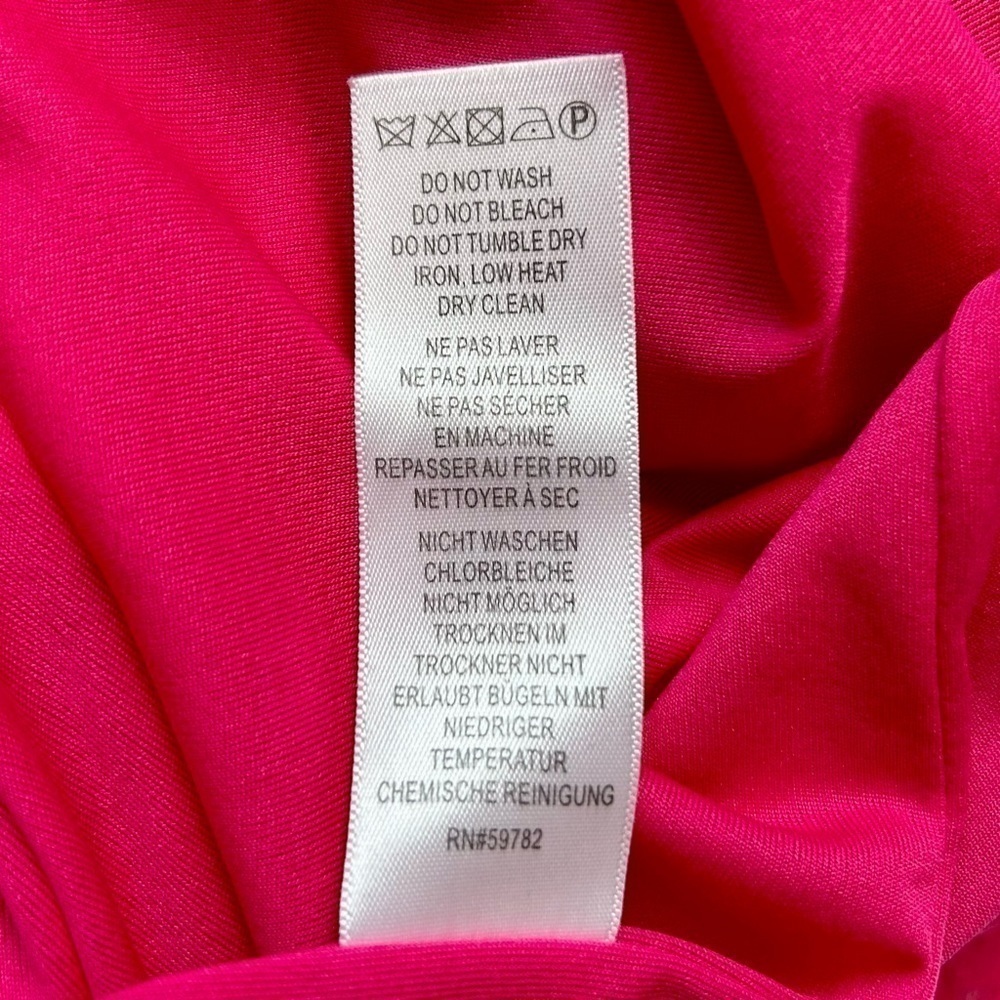 P
DO NOT WASH
DO NOT BLEACH
DO NOT TUMBLE DRY
IRON, LOW HEAT
DRY CLEAN
NE PAS LAVER
NE PAS JAVELLISER
NE PAS SÉCHER
EN MACHINE
REPASSER AU FER FROID
NETTOYER À SEC
NICHT WASCHEN
CHLORBLEICHE
NICHT MÖGLICH
TROCKNEN IM
TROCKNER NICHT
ERLAUBT BÜGELN MIT
NIEDRIGER
TEMPERATUR
CHEMISCHE REINIGUNG
RN#59782